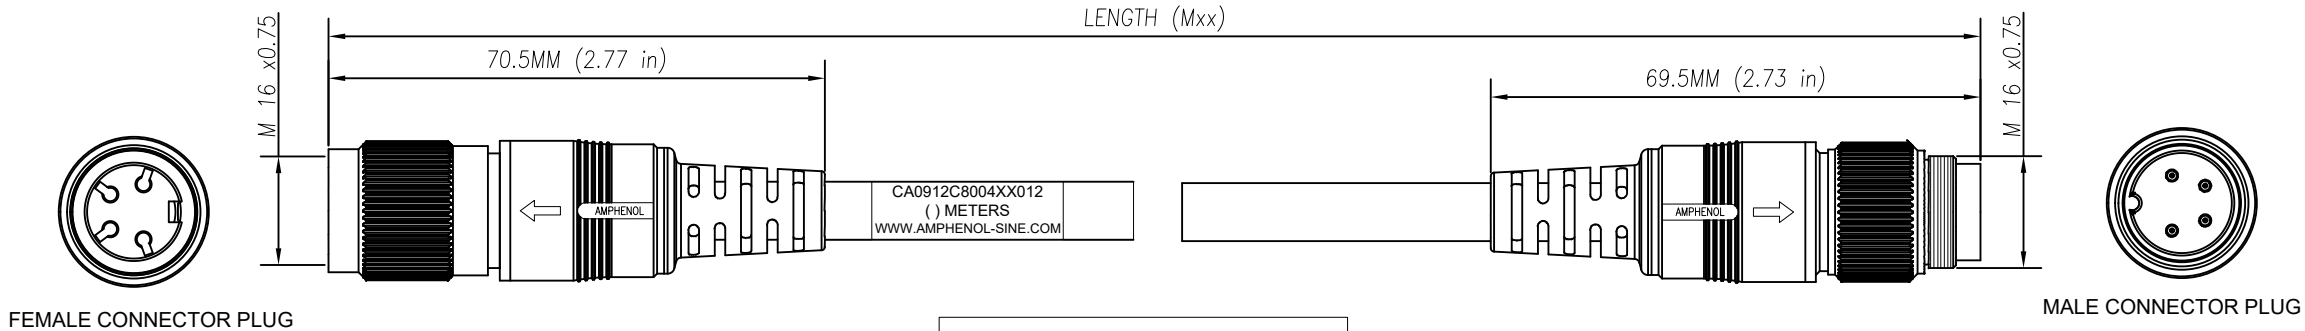 LENGTH (Mxx)
M 16 x0.75
70.5MM (2.77 in)
69.5MM (2.73 in)
M 16 x0.75
AMPHENOL
CA0912C8004XX012
( ) METERS
WWW.AMPHENOL-SINE.COM
AMPHENOL
FEMALE CONNECTOR PLUG
MALE CONNECTOR PLUG